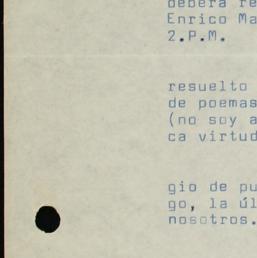 deberá re
Enrico Ma
2.P.M.
resuelto
de poemas
(no soy a
ca virtud
gio de pu
go, la úl
nosotros.